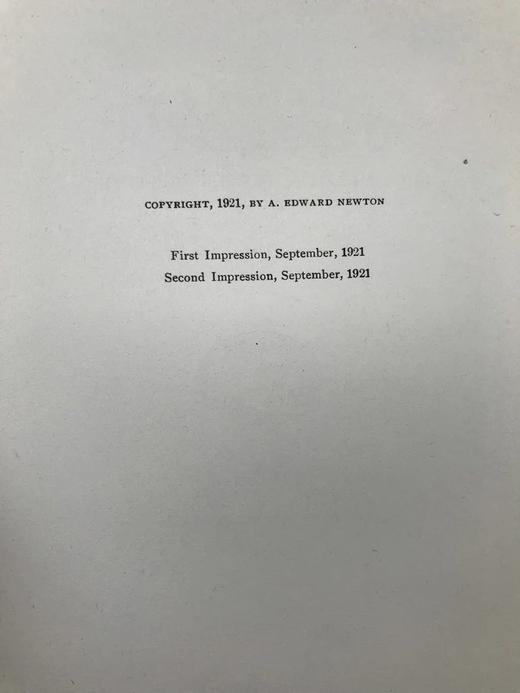 COPYRIGHT, 1921, BY A. EDWARD NEWTON
First Impression, September, 1921
Second Impression, September, 1921